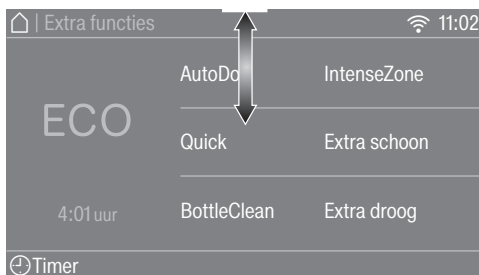 | Extra functies 11:02
AutoDo IntenseZone
ECO
Quick Extra schoon
4:01 uur BottleClean Extra droog
Timer